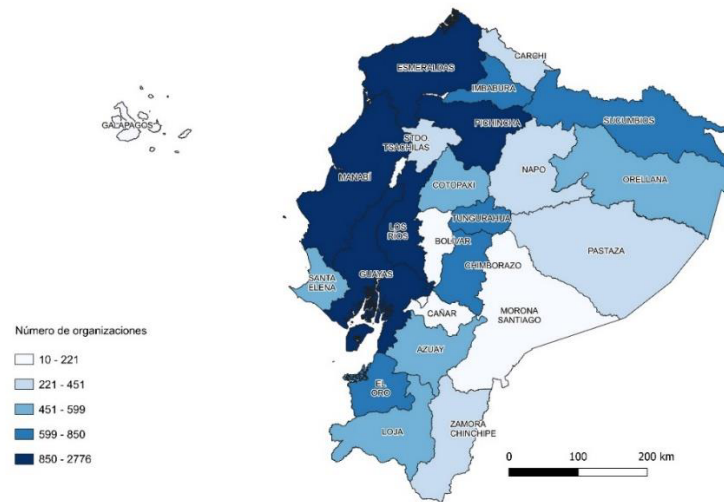 ESMERALDAS
CARCHI
IMBABURA
SUCUMBIOS
GALAPAGOS
PICHINCHA
STDO.
TSACHILAS
NAPO
ORELLANA
MANABÍ
COTOPAXI
LOS
RIOS
TUNGURAHUA
BOLIVAR
PASTAZA
CHIMBORAZO
SANTA
ELENA
GUAYAS
MORONA
SANTIAGO
CAÑAR
AZUAY
EL
ORO
LOJA
ZAMORA
CHINCHIPE
Número de organizaciones
10 - 221
221 - 451
451 - 599
599 - 850
850 - 2776
0 100 200 km